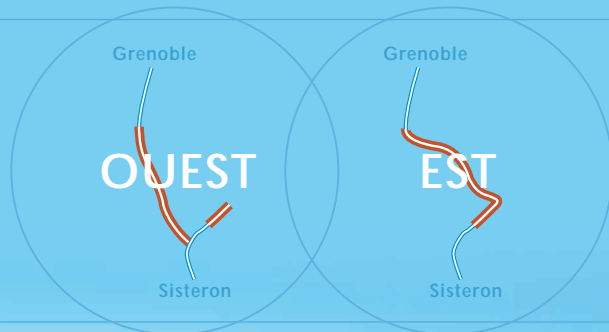 Grenoble
OUEST
Sisteron
Grenoble
EST
Sisteron